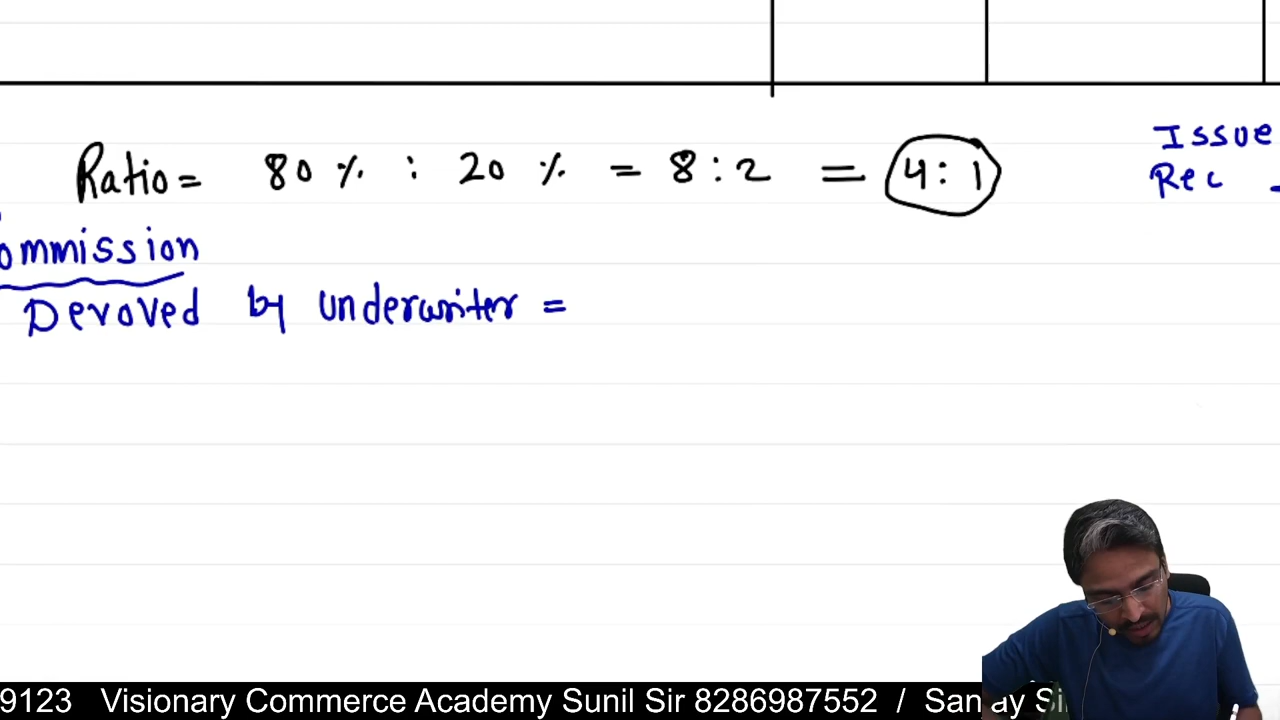 Ratio = 80 % : 20 % = 8 : 2 = 4 : 1
Issue
Rec -
ommission
Devoved by underwriter =
9123 Visionary Commerce Academy Sunil Sir 8286987552 / San ay Si